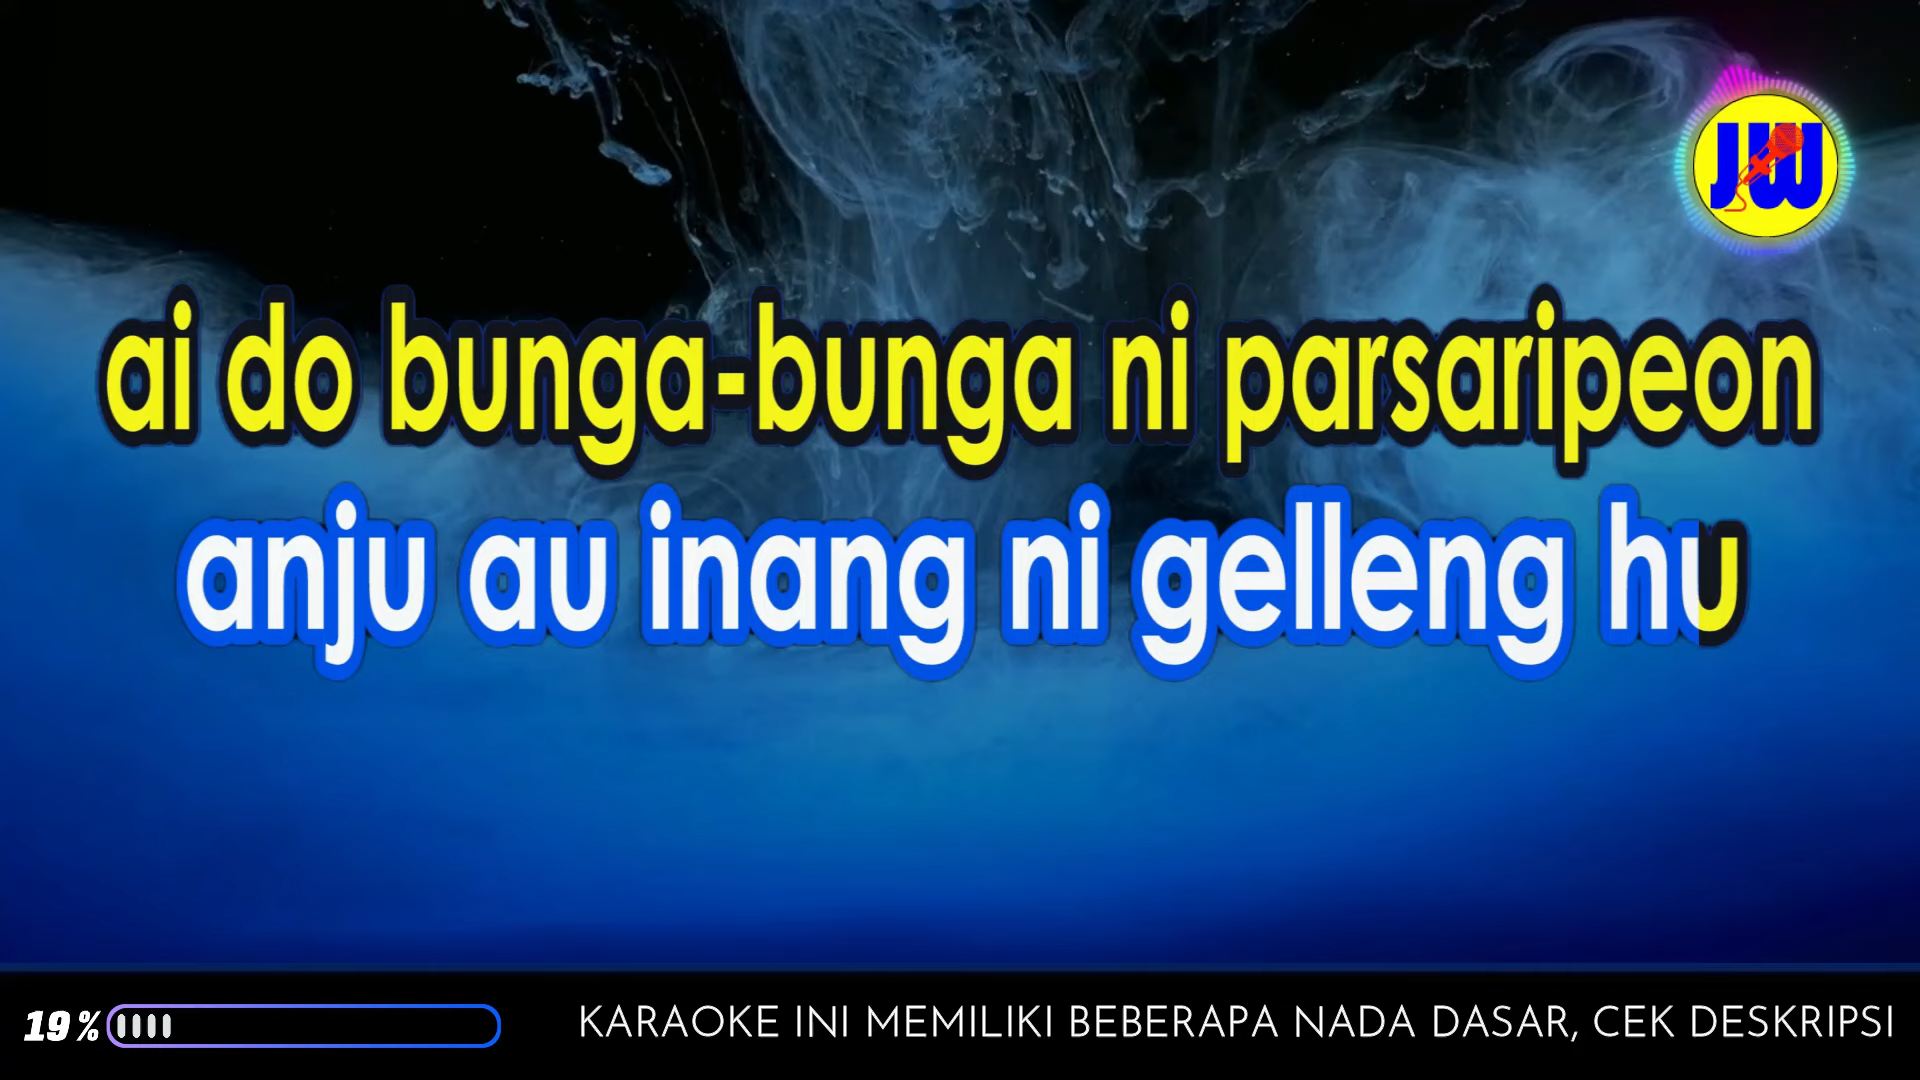 JW
ai do bunga-bunga ni parsaripeon
anju au inang ni gelleng hu
19%
KARAOKE INI MEMILIKI BEBERAPA NADA DASAR, CEK DESKRIPSI